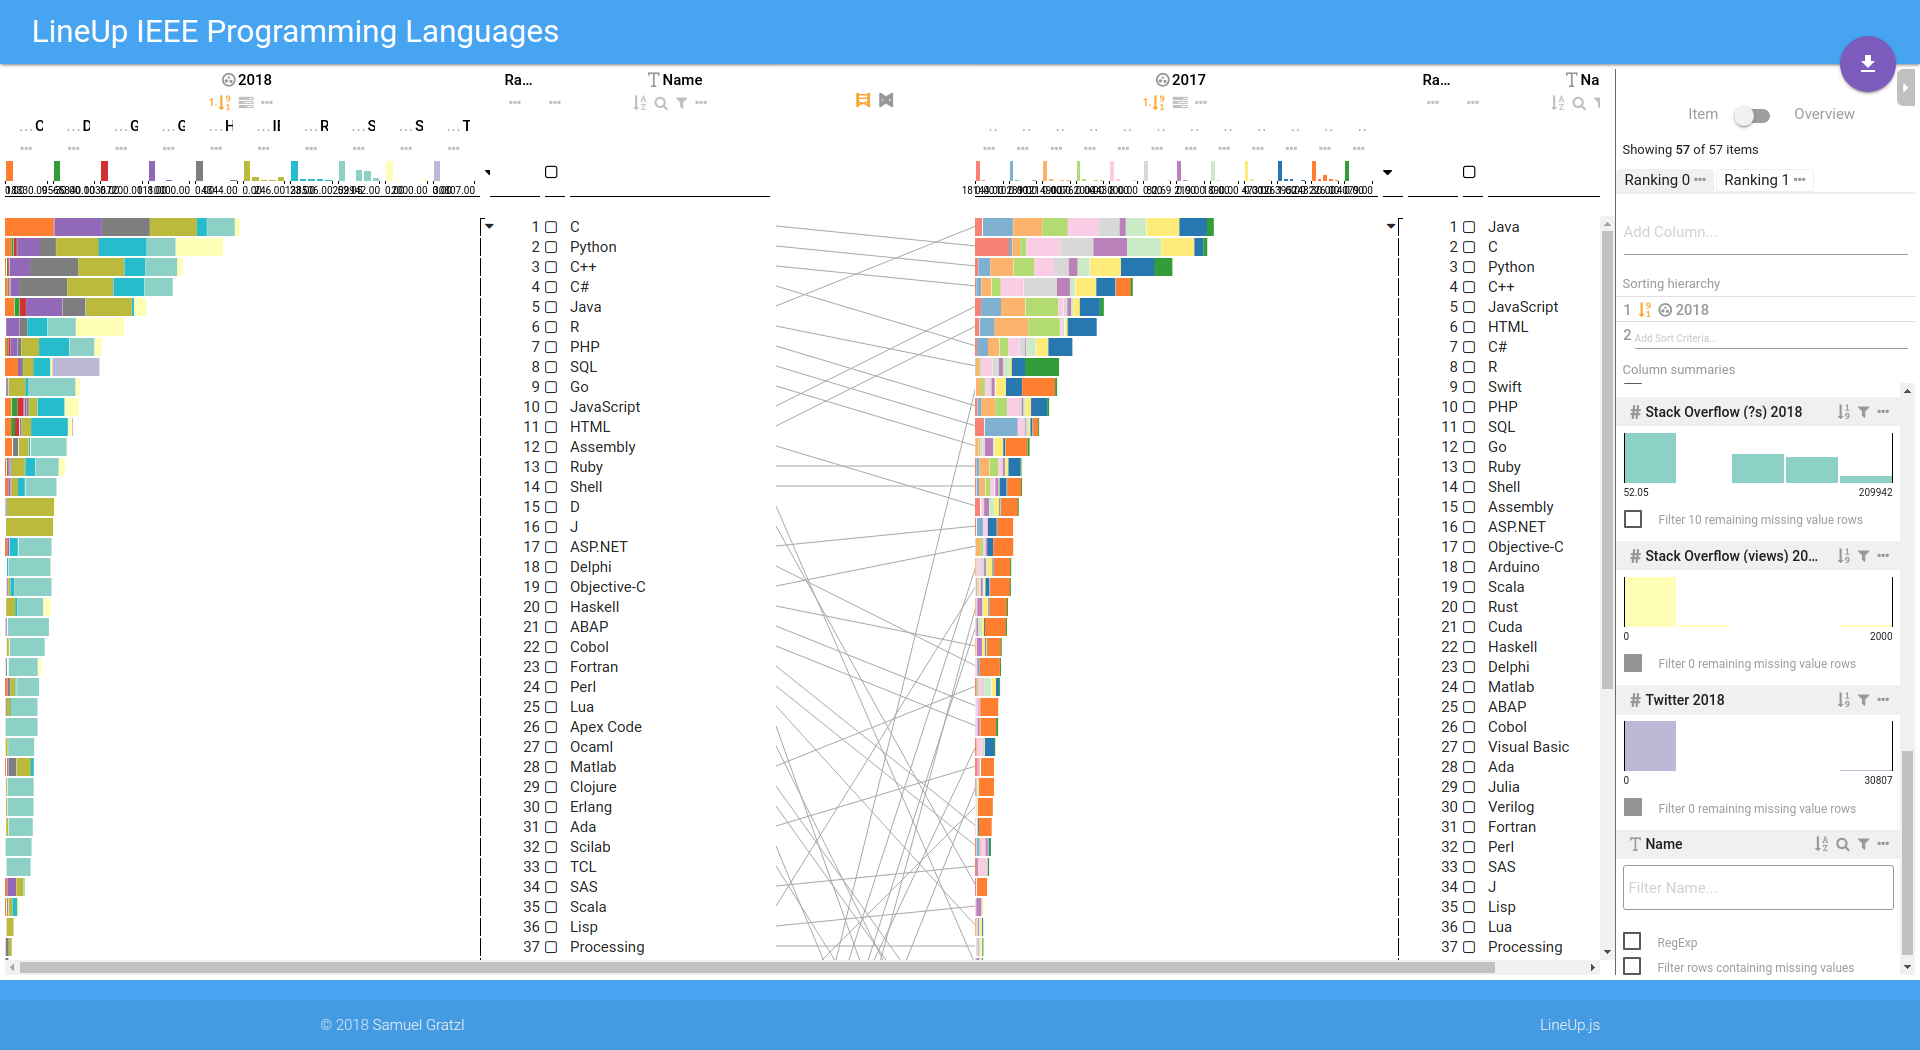 LineUp IEEE Programming Languages
2018
Ra...
Name
2017
Ra...
Na
... C
... D
... G
... G
... H
... II
... R
... S
... S
... T
1 C
2 Python
3 C++
4 C#
5 Java
6 R
7 PHP
8 SQL
9 Go
10 JavaScript
11 HTML
12 Assembly
13 Ruby
14 Shell
15 D
16 J
17 ASP.NET
18 Delphi
19 Objective-C
20 Haskell
21 ABAP
22 Cobol
23 Fortran
24 Perl
25 Lua
26 Apex Code
27 Ocaml
28 Matlab
29 Clojure
30 Erlang
31 Ada
32 Scilab
33 TCL
34 SAS
35 Scala
36 Lisp
37 Processing
1 Java
2 C
3 Python
4 C++
5 JavaScript
6 HTML
7 C#
8 R
9 Swift
10 PHP
11 SQL
12 Go
13 Ruby
14 Shell
15 Assembly
16 ASP.NET
17 Objective-C
18 Arduino
19 Scala
20 Rust
21 Cuda
22 Haskell
23 Delphi
24 Matlab
25 ABAP
26 Cobol
27 Visual Basic
28 Ada
29 Julia
30 Verilog
31 Fortran
32 Perl
33 SAS
34 J
35 Lisp
36 Lua
37 Processing
Item Overview
Showing 57 of 57 items
Ranking 0 Ranking 1
Add Column...
Sorting hierarchy
1 2018
2 Add Sort Criteria...
Column summaries
# Stack Overflow (?s) 2018
52.05 209942
Filter 10 remaining missing value rows
# Stack Overflow (views) 20...
0 2000
Filter 0 remaining missing value rows
# Twitter 2018
0 30807
Filter 0 remaining missing value rows
Name
Filter Name...
RegExp
Filter rows containing missing values
© 2018 Samuel Gratzl
LineUp.js